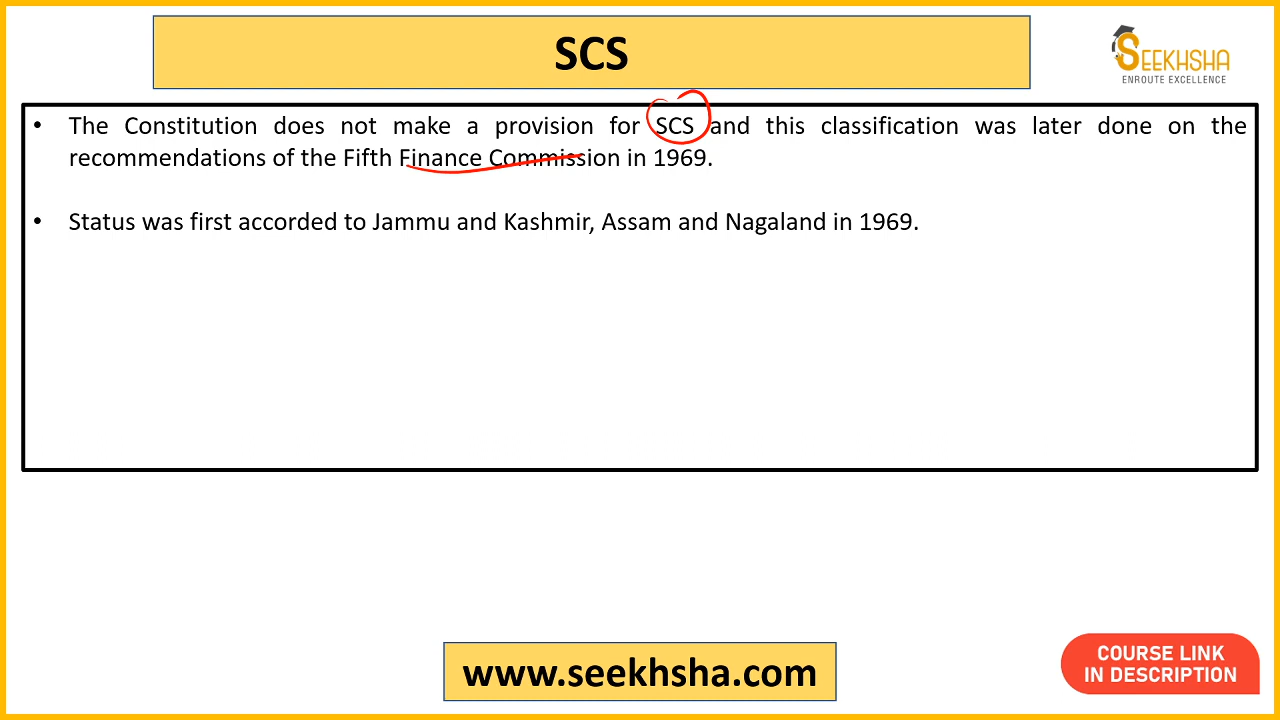 SCS
SEEKHSHA
ENROUTE EXCELLENCE
• The Constitution does not make a provision for SCS and this classification was later done on the
recommendations of the Fifth Finance Commission in 1969.
• Status was first accorded to Jammu and Kashmir, Assam and Nagaland in 1969.
www.seekhsha.com
COURSE LINK
IN DESCRIPTION